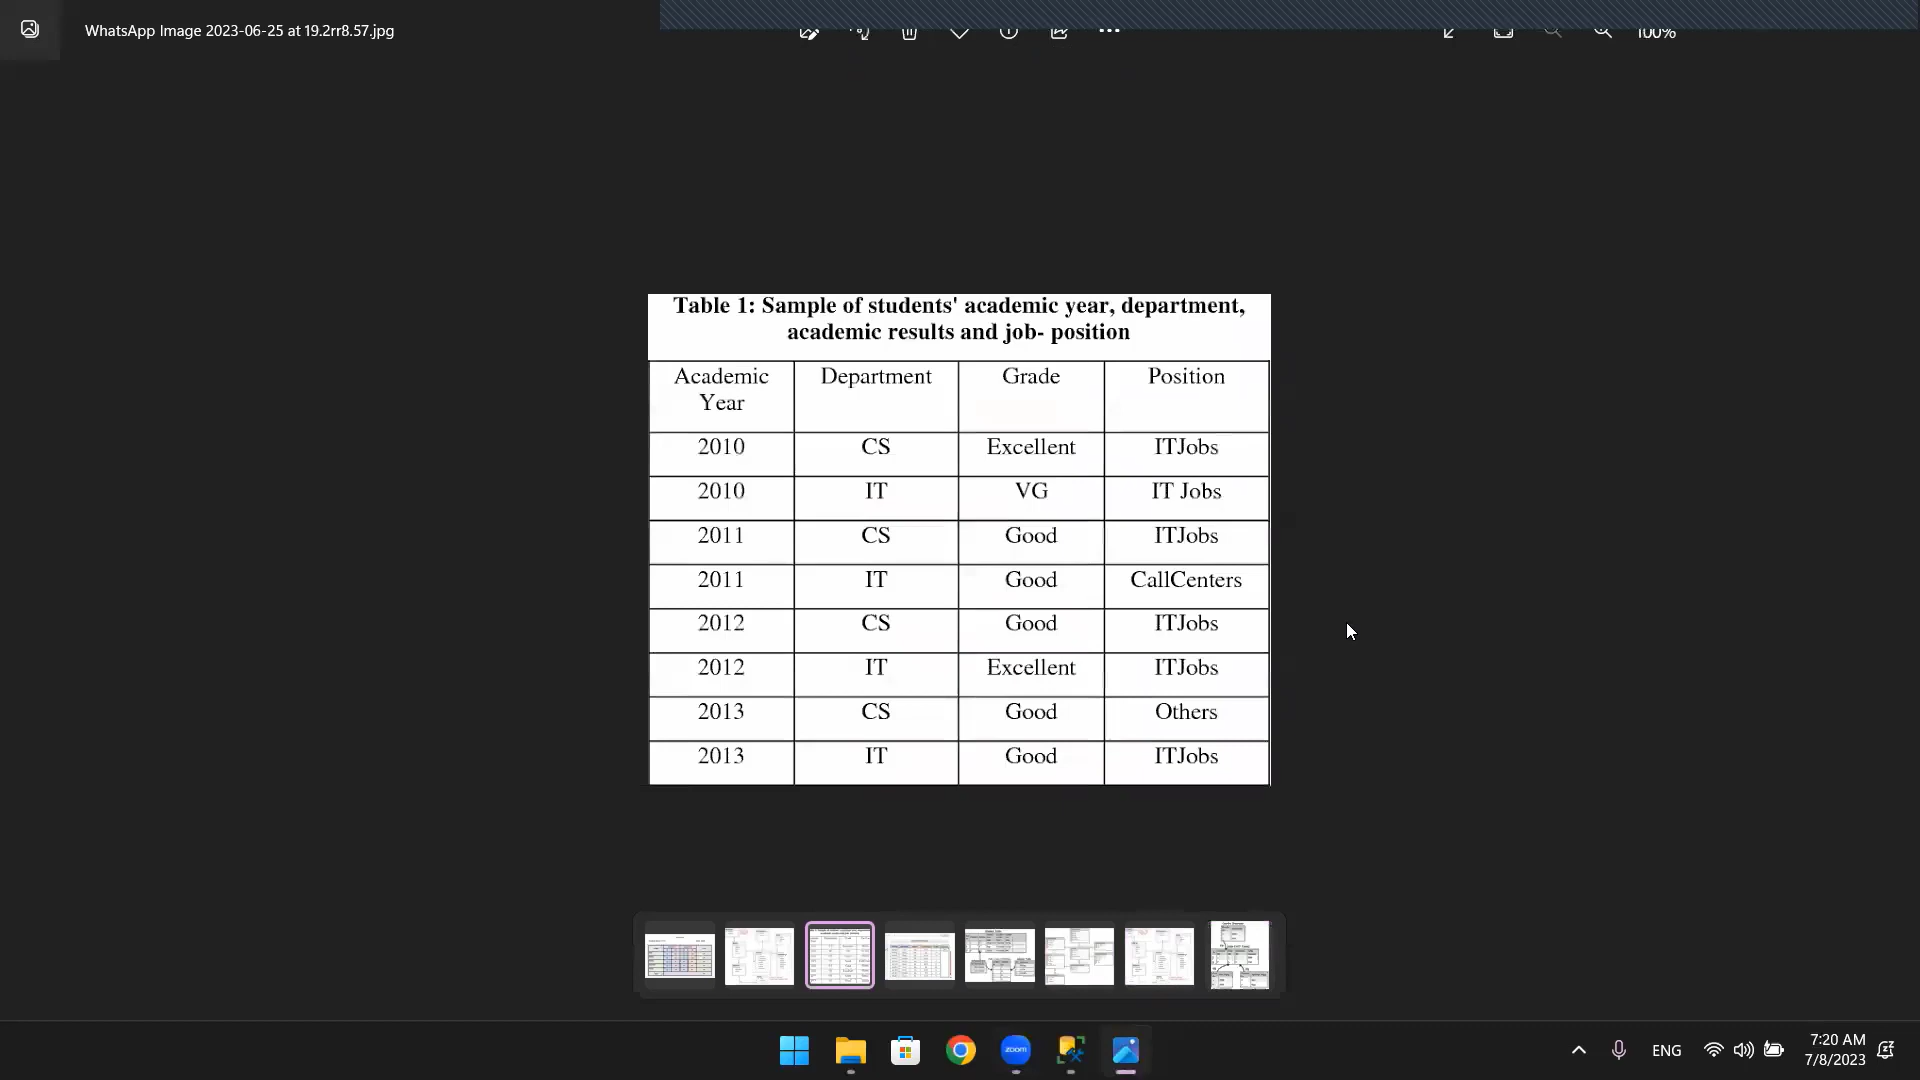 WhatsApp Image 2023-06-25 at 19.2rr8.57.jpg
100%
Table 1: Sample of students' academic year, department,
academic results and job- position
Academic Year Department Grade Position
2010 CS Excellent ITJobs
2010 IT VG IT Jobs
2011 CS Good ITJobs
2011 IT Good CallCenters
2012 CS Good ITJobs
2012 IT Excellent ITJobs
2013 CS Good Others
2013 IT Good ITJobs
zoom
ENG
7:20 AM
7/8/2023